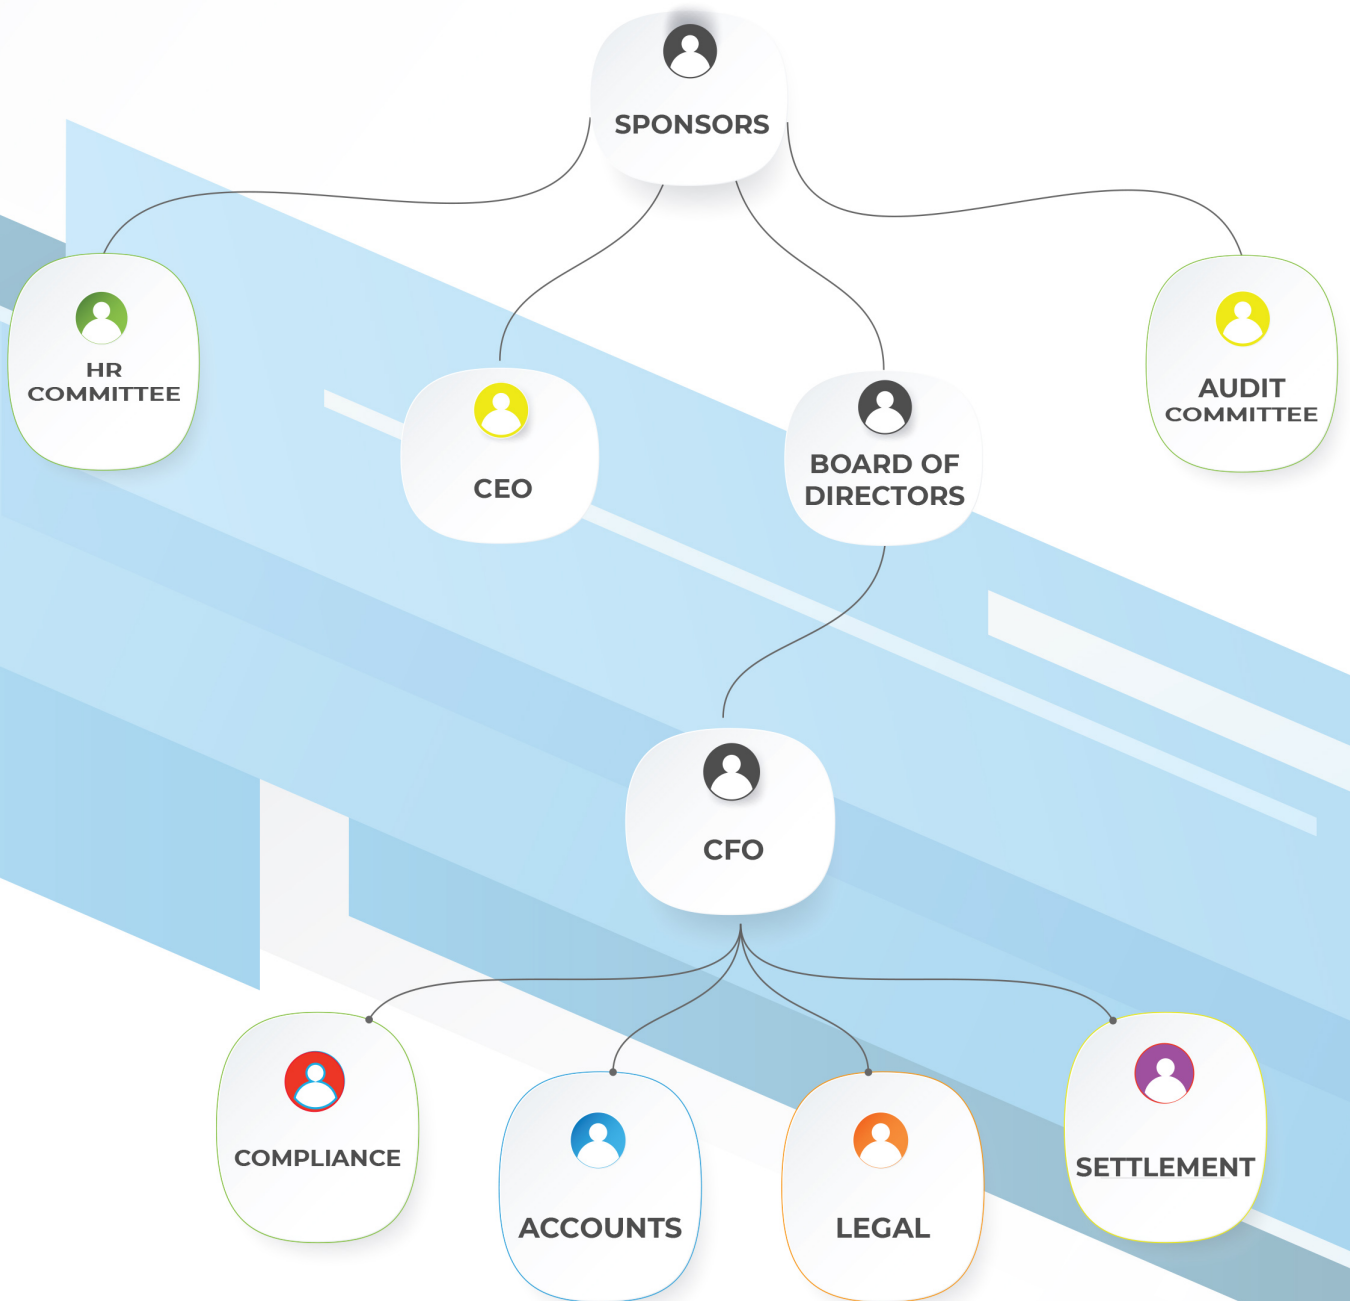 SPONSORS
HR
COMMITTEE
CEO
BOARD OF
DIRECTORS
AUDIT
COMMITTEE
CFO
COMPLIANCE
ACCOUNTS
LEGAL
SETTLEMENT